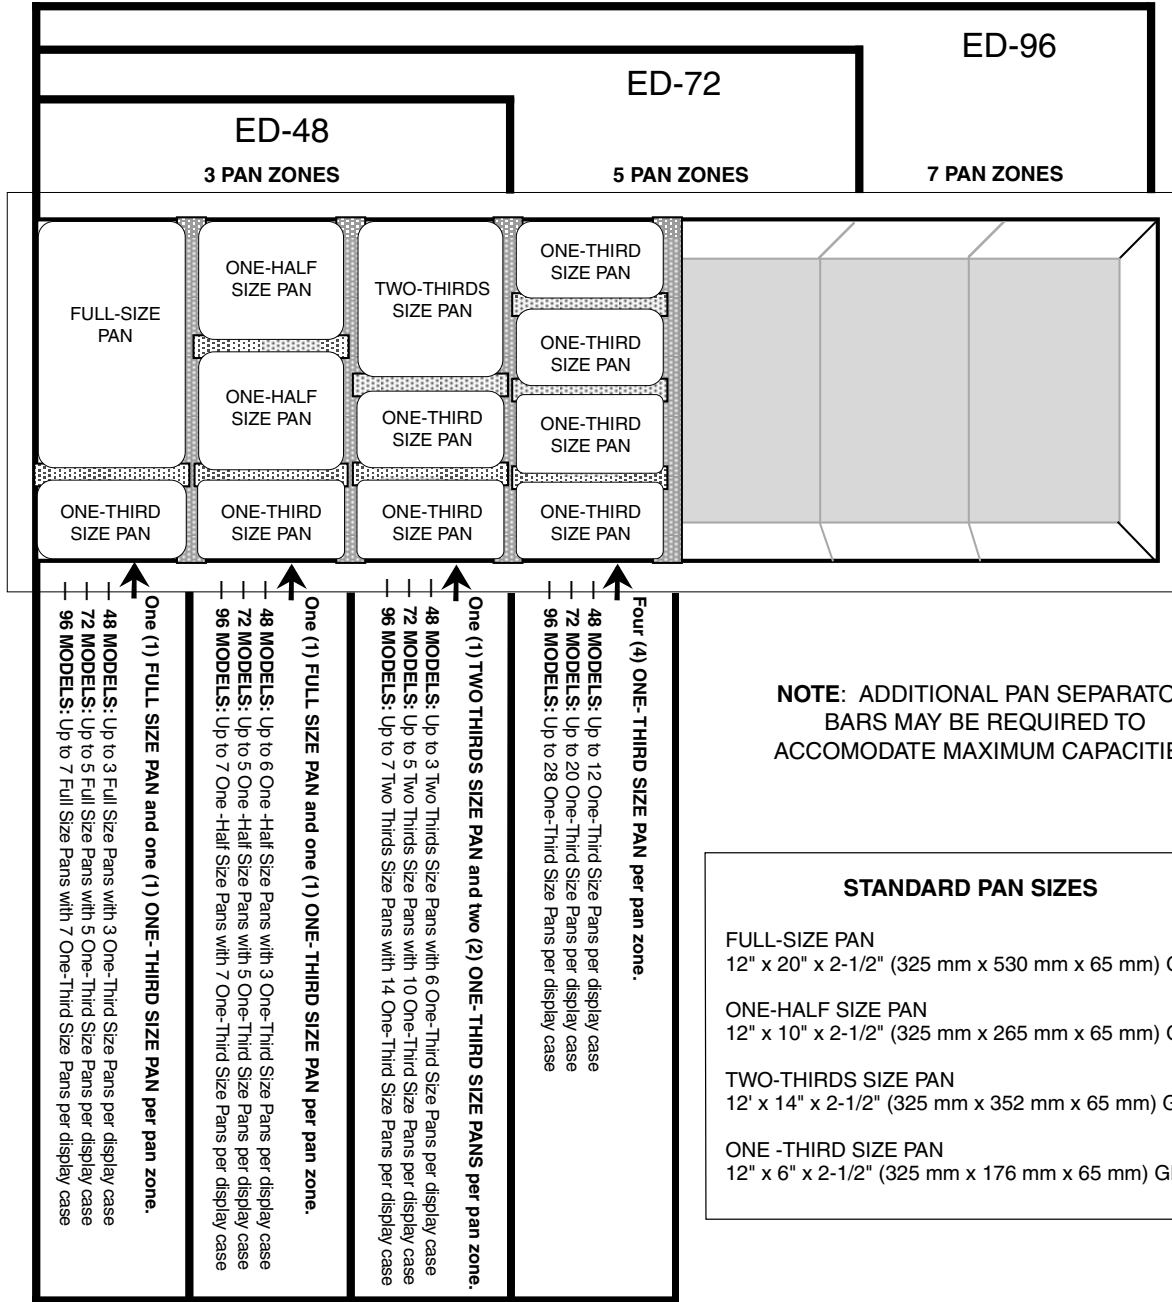 ED-96
ED-72
ED-48
3 PAN ZONES
5 PAN ZONES
7 PAN ZONES
FULL-SIZE
PAN
ONE-THIRD
SIZE PAN
ONE-HALF
SIZE PAN
ONE-HALF
SIZE PAN
ONE-THIRD
SIZE PAN
TWO-THIRDS
SIZE PAN
ONE-THIRD
SIZE PAN
ONE-THIRD
SIZE PAN
ONE-THIRD
SIZE PAN
ONE-THIRD
SIZE PAN
ONE-THIRD
SIZE PAN
ONE-THIRD
SIZE PAN
One (1) FULL SIZE PAN and one (1) ONE- THIRD SIZE PAN per pan zone.
— 48 MODELS: Up to 3 Full Size Pans with 3 One-Third Size Pans per display case
— 72 MODELS: Up to 5 Full Size Pans with 5 One-Third Size Pans per display case
— 96 MODELS: Up to 7 Full Size Pans with 7 One-Third Size Pans per display case
One (1) FULL SIZE PAN and one (1) ONE- THIRD SIZE PAN per pan zone.
— 48 MODELS: Up to 6 One -Half Size Pans with 3 One-Third Size Pans per display case
— 72 MODELS: Up to 5 One -Half Size Pans with 5 One-Third Size Pans per display case
— 96 MODELS: Up to 7 One -Half Size Pans with 7 One-Third Size Pans per display case
One (1) TWO THIRDS SIZE PAN and two (2) ONE- THIRD SIZE PANS per pan zone.
— 48 MODELS: Up to 3 Two Thirds Size Pans with 6 One-Third Size Pans per display case
— 72 MODELS: Up to 5 Two Thirds Size Pans with 10 One-Third Size Pans per display case
— 96 MODELS: Up to 7 Two Thirds Size Pans with 14 One-Third Size Pans per display case
Four (4) ONE- THIRD SIZE PAN per pan zone.
— 48 MODELS: Up to 12 One-Third Size Pans per display case
— 72 MODELS: Up to 20 One-Third Size Pans per display case
— 96 MODELS: Up to 28 One-Third Size Pans per display case
NOTE: ADDITIONAL PAN
BARS MAY BE REQUIRED TO
ACCOMODATE MAXIMUM
STANDARD PAN SIZES
FULL-SIZE PAN
12" x 20" x 2-1/2" (325 mm x 530 mm x 65 mm)
ONE-HALF SIZE PAN
12" x 10" x 2-1/2" (325 mm x 265 mm x 65 mm)
TWO-THIRDS SIZE PAN
12' x 14" x 2-1/2" (325 mm x 352 mm x 65 mm)
ONE -THIRD SIZE PAN
12" x 6" x 2-1/2" (325 mm x 176 mm x 65 mm)